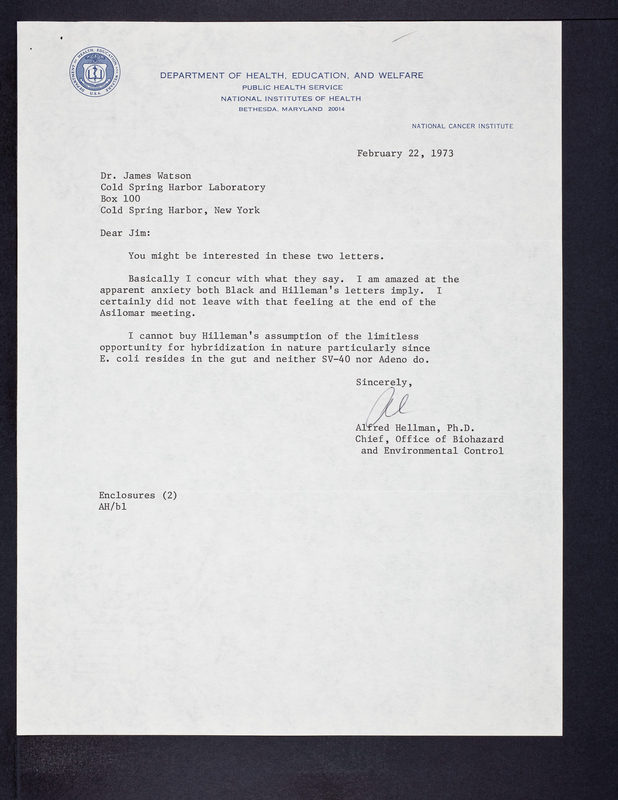 DEPARTMENT OF HEALTH, EDUCATION, AND WELFARE
PUBLIC HEALTH SERVICE
NATIONAL INSTITUTES OF HEALTH
BETHESDA, MARYLAND 20014
NATIONAL CANCER INSTITUTE
February 22, 1973
Dr. James Watson
Cold Spring Harbor Laboratory
Box 100
Cold Spring Harbor, New York
Dear Jim:
You might be interested in these two letters.
Basically I concur with what they say. I am amazed at the
apparent anxiety both Black and Hilleman's letters imply. I
certainly did not leave with that feeling at the end of the
Asilomar meeting.
I cannot buy Hilleman's assumption of the limitless
opportunity for hybridization in nature particularly since
E. coli resides in the gut and neither SV-40 nor Adeno do.
Sincerely,
Al
Alfred Hellman, Ph.D.
Chief, Office of Biohazard
and Environmental Control
Enclosures (2)
AH/bl